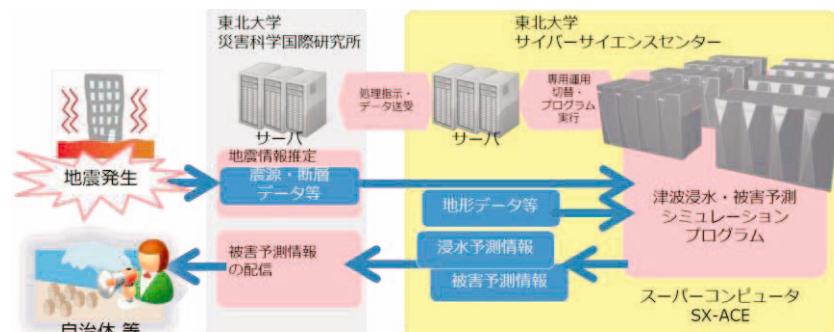 東北大学
災害科学国際研究所
東北大学
サイバーサイエンスセンター
サーバ
処理指示・
データ送受
サーバ
専用運用
切替・
プログラム
実行
地震発生
地震情報推定
震源・断層
データ等
地形データ等
津波浸水・被害予測
シミュレーション
プログラム
被害予測情報
の配信
浸水予測情報
被害予測情報
自治体 等
スーパーコンピュータ
SX-ACE